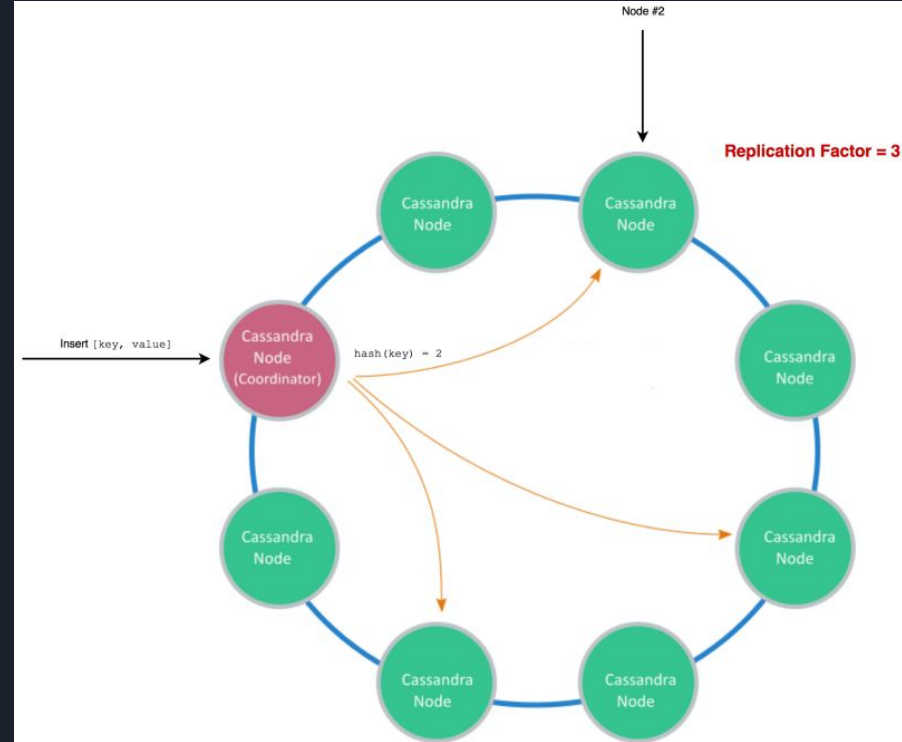 Node #2
Replication Factor = 3
Cassandra
Node
Cassandra
Node
Insert [key, value]
Cassandra
Node
(Coordinator)
hash(key) = 2
Cassandra
Node
Cassandra
Node
Cassandra
Node
Cassandra
Node
Cassandra
Node